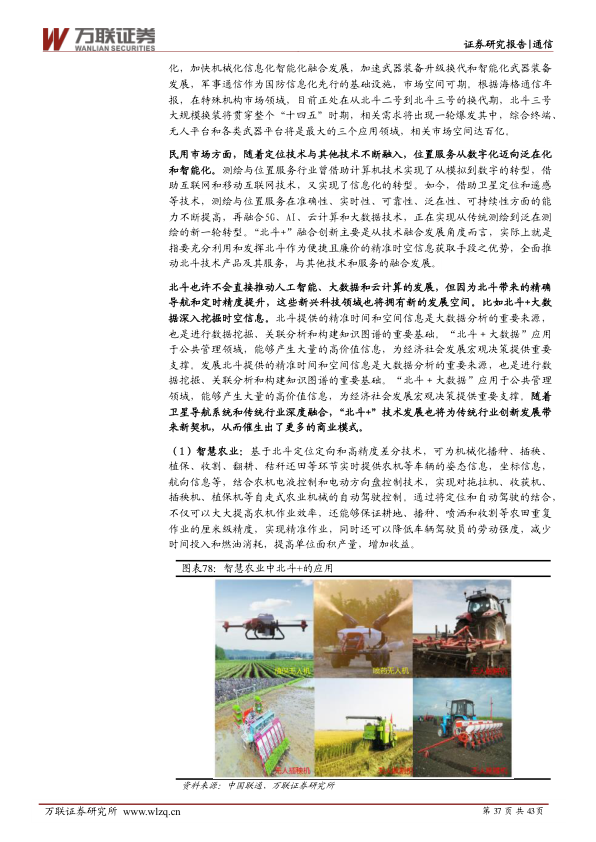 万联证券
WANLIAN SECURITIES
证券研究报告|通信
化，加快机械化信息化智能化融合发展，加速武器装备升级换代和智能化武器装备
发展，军事通信作为国防信息化先行的基础设施，市场空间可期。根据海格通信年
报，在特殊机构市场领域，目前正处在从北斗二号到北斗三号的换代期，北斗三号
大规模换装将贯穿整个“十四五”时期，相关需求将出现一轮爆发其中，综合终端、
无人平台和各类武器平台将是最大的三个应用领域，相关市场空间达百亿。
民用市场方面，随着定位技术与其他技术不断融入，位置服务从数字化迈向泛在化
和智能化。测绘与位置服务行业曾借助计算机技术实现了从模拟到数字的转型，借
助互联网和移动互联网技术，又实现了信息化的转型。如今，借助卫星定位和遥感
等技术，测绘与位置服务在准确性、实时性、可靠性、泛在性、可持续性方面的能
力不断提高，再融合5G、AI、云计算和大数据技术，正在实现从传统测绘到泛在测
绘的新一轮转型。“北斗+”融合创新主要是从技术融合发展角度而言，实际上就是
指要充分利用和发挥北斗作为便捷且廉价的精准时空信息获取手段之优势，全面推
动北斗技术产品及其服务，与其他技术和服务的融合发展。
北斗也许不会直接推动人工智能、大数据和云计算的发展，但因为北斗带来的精确
导航和定时精度提升，这些新兴科技领域也将拥有新的发展空间。比如北斗+大数
据深入挖掘时空信息。北斗提供的精准时间和空间信息是大数据分析的重要来源，
也是进行数据挖掘、关联分析和构建知识图谱的重要基础。“北斗＋大数据”应用
于公共管理领域，能够产生大量的高价值信息，为经济社会发展宏观决策提供重要
支撑。发展北斗提供的精准时间和空间信息是大数据分析的重要来源，也是进行数
据挖掘、关联分析和构建知识图谱的重要基础。“北斗＋大数据”应用于公共管理
领域，能够产生大量的高价值信息，为经济社会发展宏观决策提供重要支撑。随着
卫星导航系统和传统行业深度融合，“北斗+”技术发展也将为传统行业创新发展带
来新契机，从而催生出了更多的商业模式。
（1）智慧农业：基于北斗定位定向和高精度差分技术，可为机械化播种、插秧、
植保、收割、翻耕、秸秆还田等环节实时提供农机等车辆的姿态信息，坐标信息，
航向信息等，结合农机电液控制和电动方向盘控制技术，实现对拖拉机、收获机、
插秧机、植保机等自走式农业机械的自动驾驶控制。通过将定位和自动驾驶的结合，
不仅可以大大提高农机作业效率，还能够保证耕地、播种、喷洒和收割等农田重复
作业的厘米级精度，实现精准作业，同时还可以降低车辆驾驶员的劳动强度，减少
时间投入和燃油消耗，提高单位面积产量，增加收益。
图表78：智慧农业中北斗+的应用
植保无人机
喷药无人机
无人插秧机
资料来源：中国联通，万联证券研究所
万联证券研究所 www.wlzq.cn
第 37 页 共 43 页